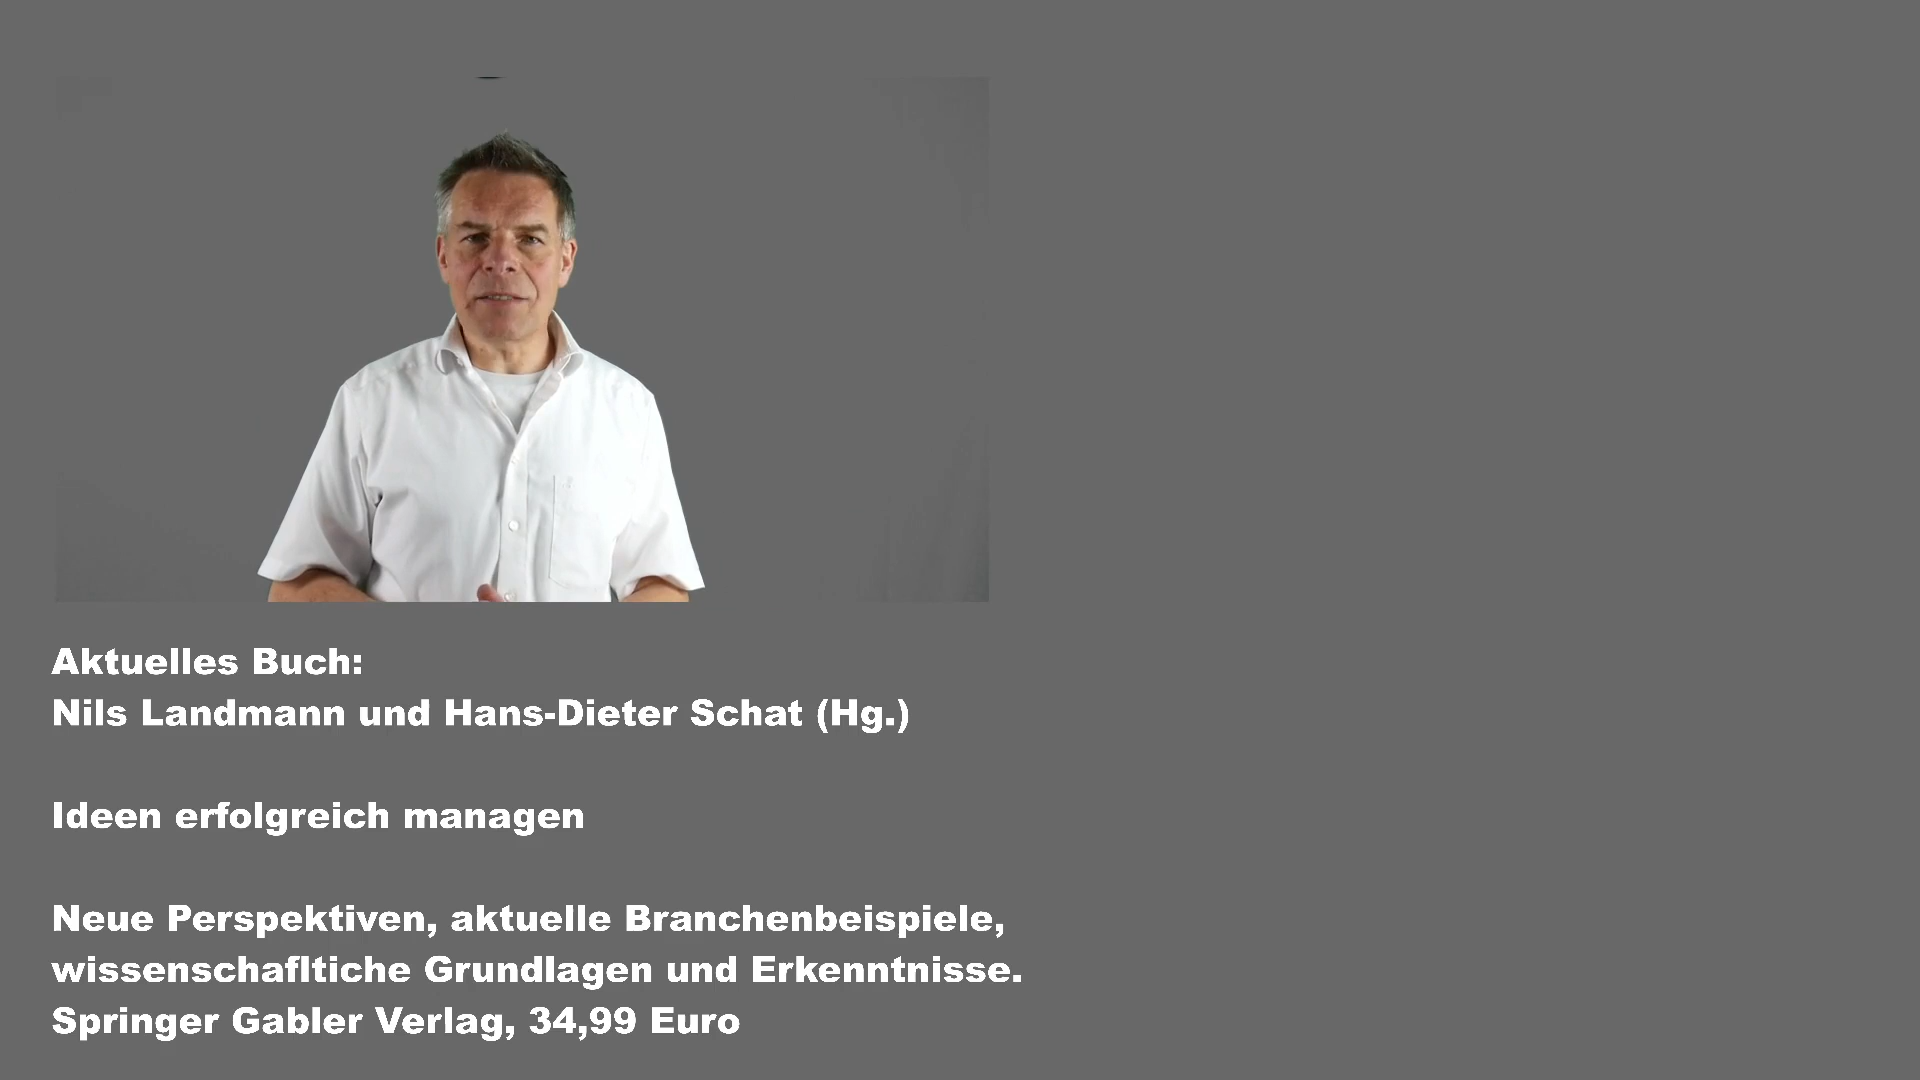 Aktuelles Buch:
Nils Landmann und Hans-Dieter Schat (Hg.)
Ideen erfolgreich managen
Neue Perspektiven, aktuelle Branchenbeispiele,
wissenschafltiche Grundlagen und Erkenntnisse.
Springer Gabler Verlag, 34,99 Euro